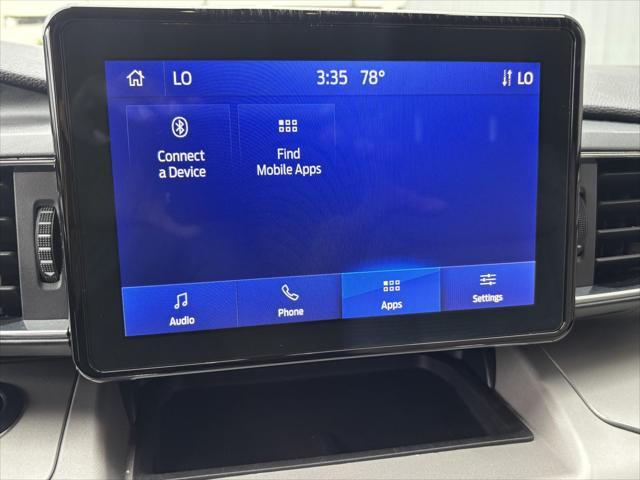 LO 3:35 78° LO
Connect
a Device
Find
Mobile Apps
Audio Phone Apps Settings